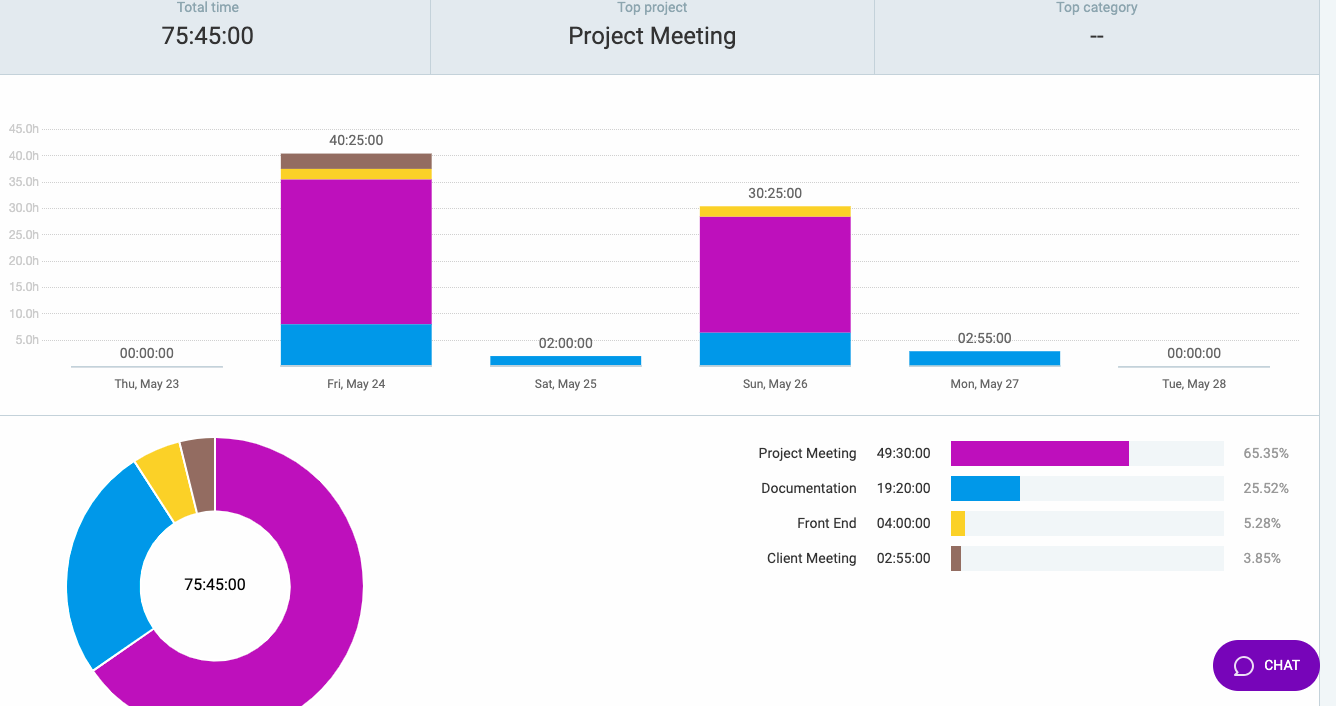 Total time
75:45:00
Top project
Project Meeting
Top category
--
45.0h
40.0h
35.0h
30.0h
25.0h
20.0h
15.0h
10.0h
5.0h
00:00:00
40:25:00
02:00:00
30:25:00
02:55:00
00:00:00
Thu, May 23
Fri, May 24
Sat, May 25
Sun, May 26
Mon, May 27
Tue, May 28
75:45:00
Project Meeting 49:30:00 65.35%
Documentation 19:20:00 25.52%
Front End 04:00:00 5.28%
Client Meeting 02:55:00 3.85%
CHAT